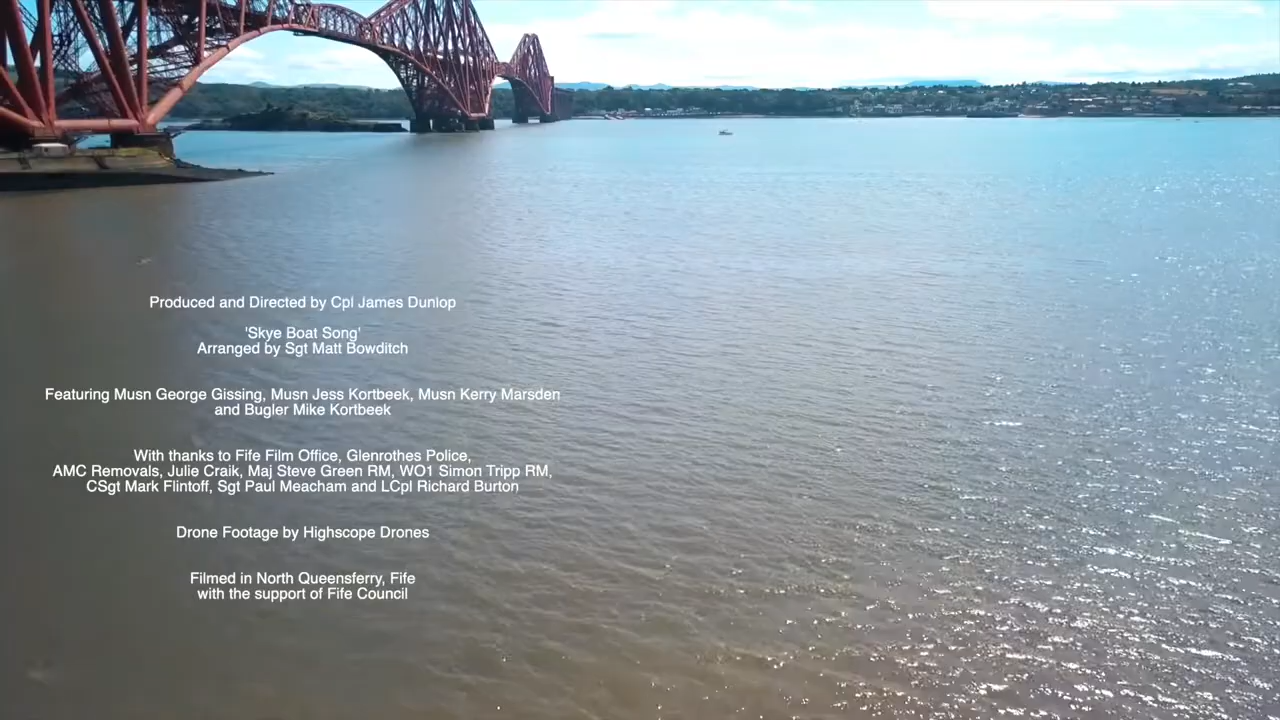 Produced and Directed by Cpl James Dunlop
'Skye Boat Song'
Arranged by Sgt Matt Bowditch
Featuring Musn George Gissing, Musn Jess Kortbeek, Musn Kerry Marsden
and Bugler Mike Kortbeek
With thanks to Fife Film Office, Glenrothes Police,
AMC Removals, Julie Craik, Maj Steve Green RM, WO1 Simon Tripp RM,
CSgt Mark Flintoff, Sgt Paul Meacham and LCpl Richard Burton
Drone Footage by Highscope Drones
Filmed in North Queensferry, Fife
with the support of Fife Council